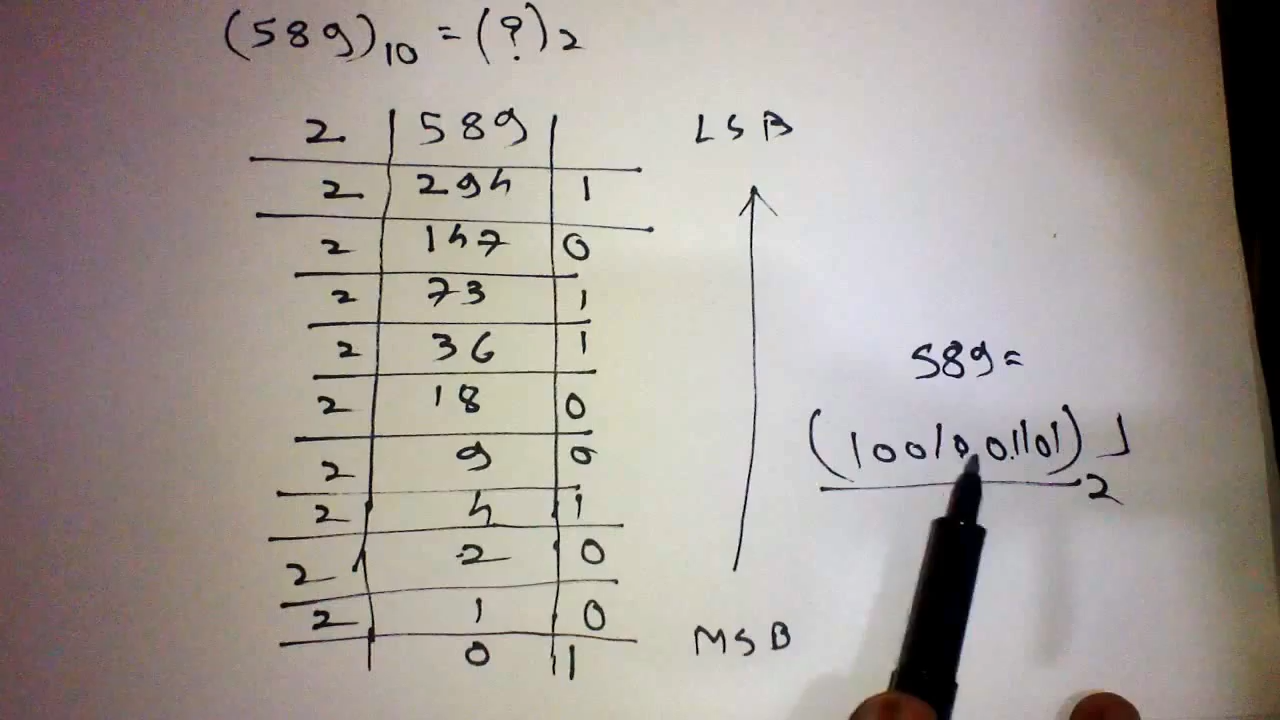 (589)10 = (?)2
2 | 589 | LSB
2 | 294 | 1
2 | 147 | 0
2 | 73 | 1
2 | 36 | 1
2 | 18 | 0
2 | 9 | 0
2 | 4 | 1
2 | 2 | 0
2 | 1 | 0
0 | 1
MSB
589=
(1001001101)2